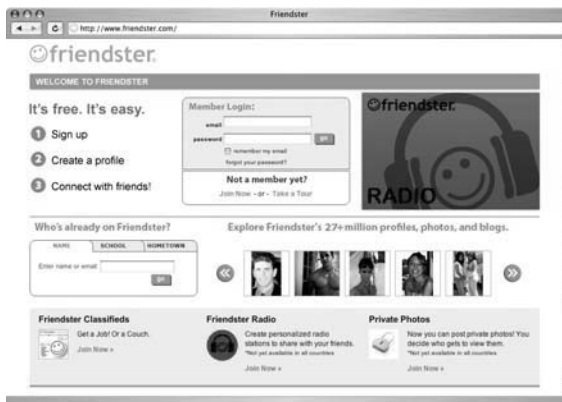 Friendster
http://www.friendster.com/
friendster.
WELCOME TO FRIENDSTER
It's free. It's easy.
1 Sign up
2 Create a profile
3 Connect with friends!
Member Login:
email
password
go
remember my email
forgot your password?
Not a member yet?
Join Now - or - Take a Tour
friendster.
RADIO
Who's already on Friendster?
NAME SCHOOL HOMETOWN
Enter name or email
go
Explore Friendster's 27+million profiles, photos, and blogs.
Friendster Classifieds
Get a Job! Or a Couch.
Join Now »
Friendster Radio
Create personalized radio
stations to share with your friends.
*Not yet available in all countries
Join Now »
Private Photos
Now you can post private photos! You
decide who gets to view them.
*Not yet available in all countries
Join Now »